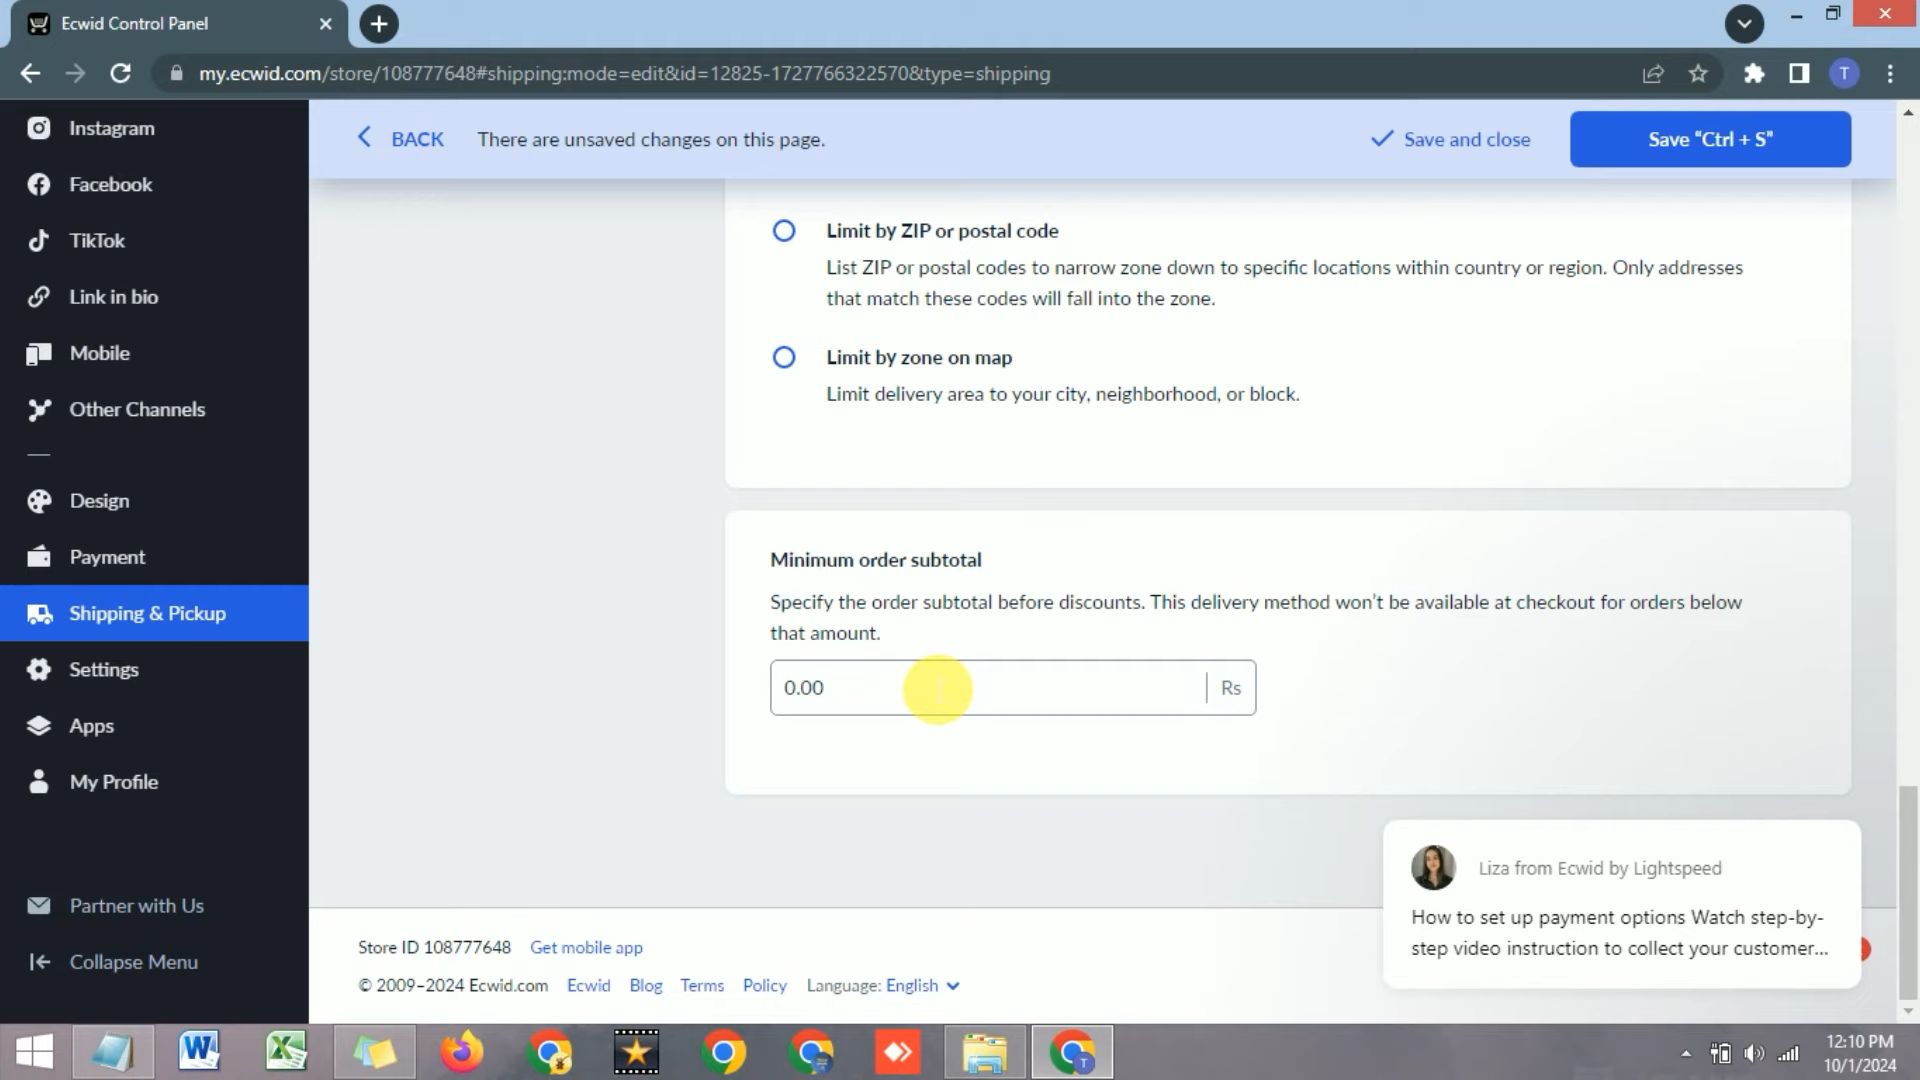 Ecwid Control Panel
my.ecwid.com/store/108777648#shipping:mode=edit&id=12825-1727766322570&type=shipping
T
Instagram
Facebook
TikTok
Link in bio
Mobile
Other Channels
Design
Payment
Shipping & Pickup
Settings
Apps
My Profile
Partner with Us
Collapse Menu
BACK
There are unsaved changes on this page.
Save and close
Save “Ctrl + S”
Limit by ZIP or postal code
List ZIP or postal codes to narrow zone down to specific locations within country or region. Only addresses
that match these codes will fall into the zone.
Limit by zone on map
Limit delivery area to your city, neighborhood, or block.
Minimum order subtotal
Specify the order subtotal before discounts. This delivery method won’t be available at checkout for orders below
that amount.
0.00
Rs
Liza from Ecwid by Lightspeed
How to set up payment options Watch step-by-
step video instruction to collect your customer...
Store ID 108777648 Get mobile app
© 2009–2024 Ecwid.com Ecwid Blog Terms Policy Language: English
12:10 PM
10/1/2024